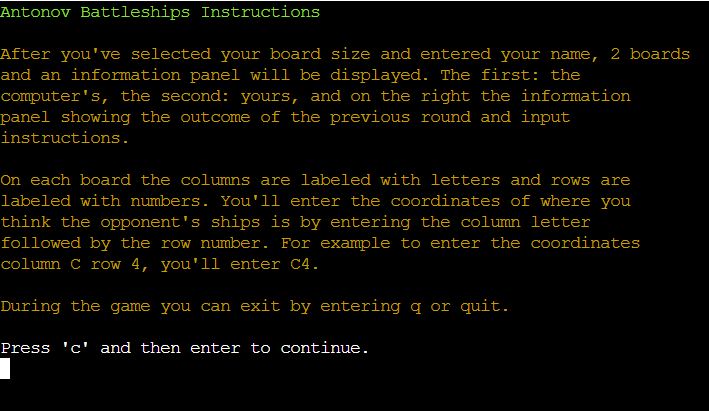 Antonov Battleships Instructions
After you've selected your board size and entered your name, 2 boards
and an information panel will be displayed. The first: the
computer's, the second: yours, and on the right the information
panel showing the outcome of the previous round and input
instructions.
On each board the columns are labeled with letters and rows are
labeled with numbers. You'll enter the coordinates of where you
think the opponent's ships is by entering the column letter
followed by the row number. For example to enter the coordinates
column C row 4, you'll enter C4.
During the game you can exit by entering q or quit.
Press 'c' and then enter to continue.